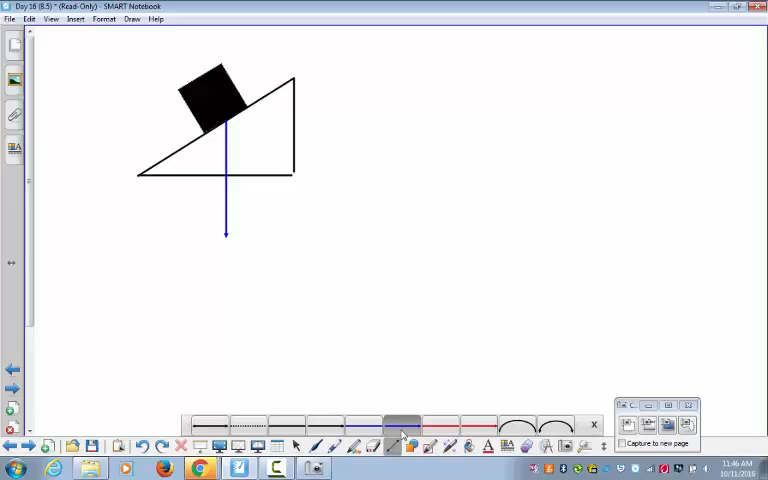 Day 16 (8.5) * (Read-Only) - SMART Notebook
File Edit View Insert Format Draw Help
C...
Capture to new page
11:46 AM
10/11/2016